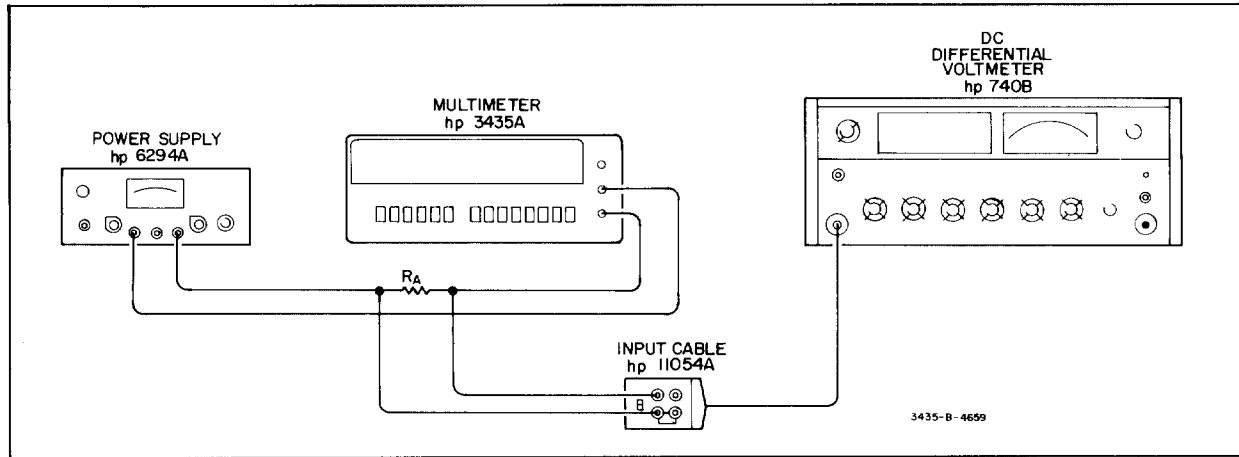 DC
DIFFERENTIAL
VOLTMETER
hp 740B
MULTIMETER
hp 3435A
POWER SUPPLY
hp 6294A
RA
INPUT CABLE
hp 11054A
3435-B-4659